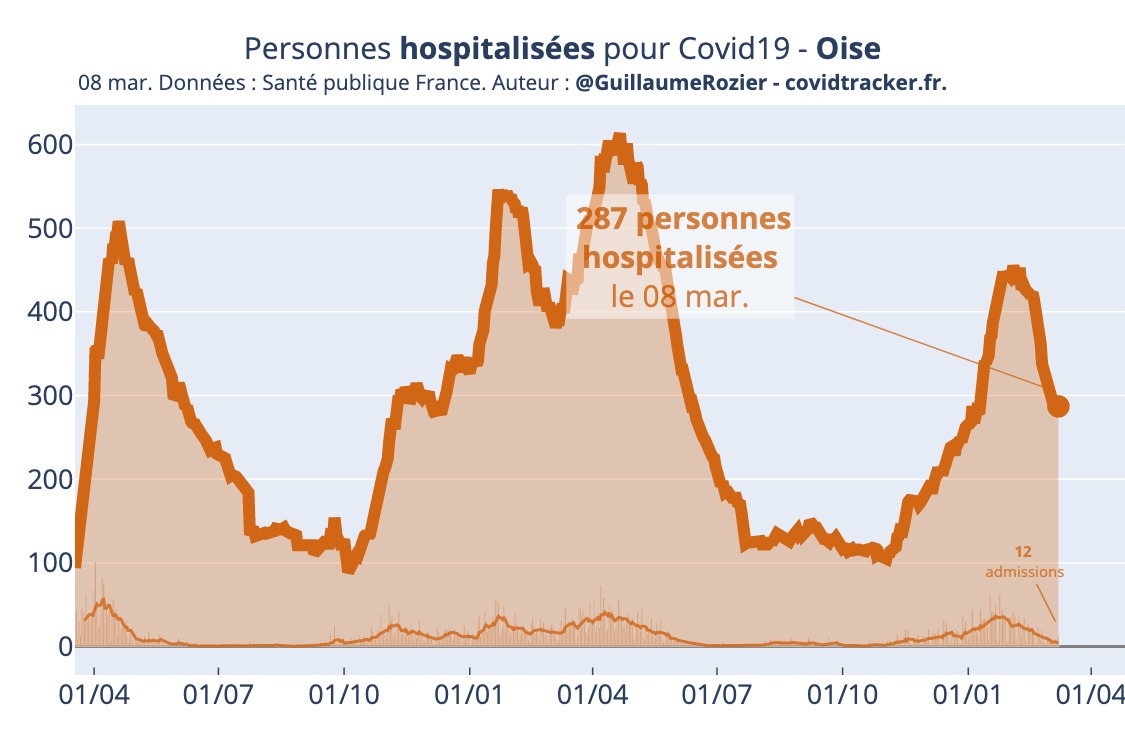 Personnes hospitalisées pour Covid19 - Oise
08 mar. Données : Santé publique France. Auteur : @GuillaumeRozier - covidtracker.fr.
600
500
287 personnes
hospitalisées
le 08 mar.
400
300
200
100
12
admissions
0
01/04 01/07 01/10 01/01 01/04 01/07 01/10 01/01 01/04